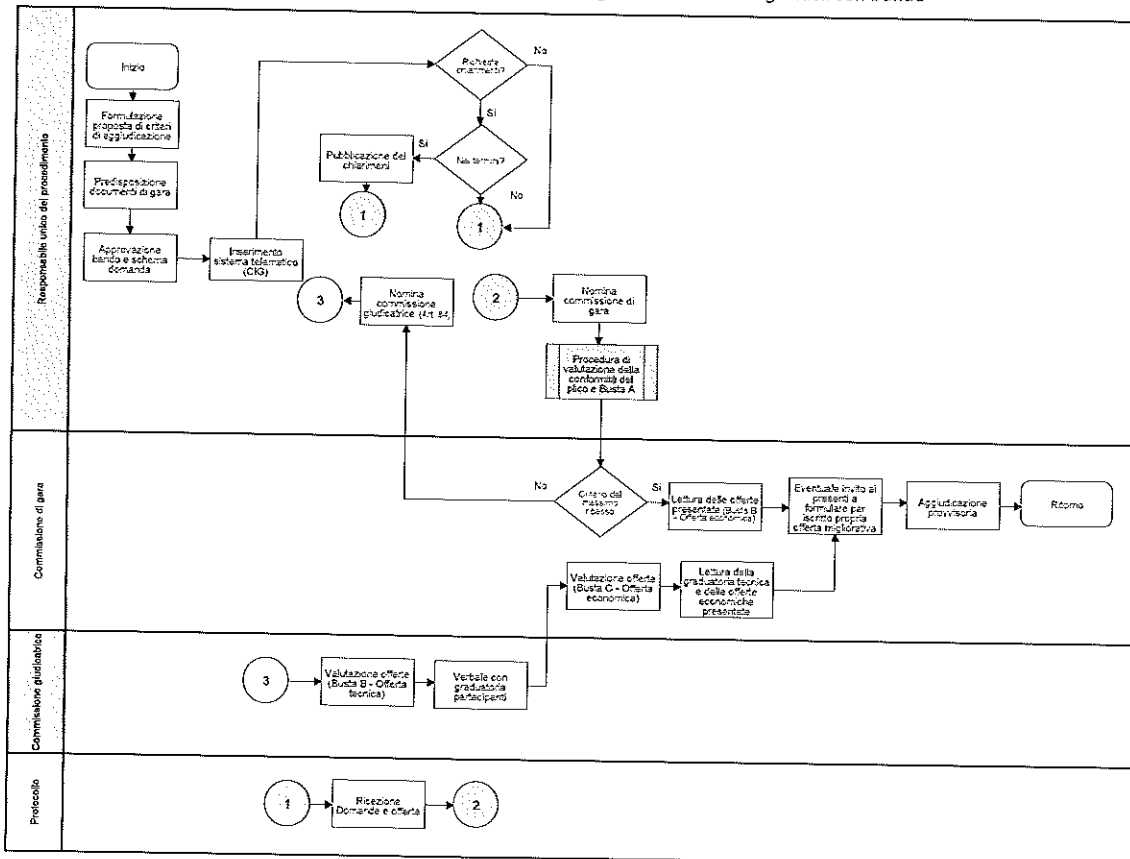 con bando
Responsabile unico del procedimento
Inizio
Formulazione
proposta di criteri
di aggiudicazione
Predisposizione
documenti di gara
Approvazione
bando e schema
domanda
Inserimento
sistema telematico
(CIG)
Richieste
chiarimenti?
No
Si
Nei termini?
Si
No
Pubblicazione dei
chiarimenti
1
1
3
Nomina
commissione
giudicatrice (Art. 84)
2
Nomina
commissione di
gara
Procedura di
valutazione della
conformità del
plico e Busta A
Commissione di gara
No
Criterio del
massimo
ribasso
Si
Lettura delle offerte
presentate (Busta B
- Offerta economica)
Eventuale invito ai
presenti a
formulare per
iscritto propria
offerta migliorativa
Aggiudicazione
provvisoria
Ritorno
Valutazione offerte
(Busta C - Offerta
economica)
Lettura della
graduatoria tecnica
e delle offerte
economiche
presentate
Commissione giudicatrice
3
Valutazione offerte
(Busta B - Offerta
tecnica)
Verbale con
graduatoria
partecipanti
Protocollo
1
Ricezione
Domande e offerte
2